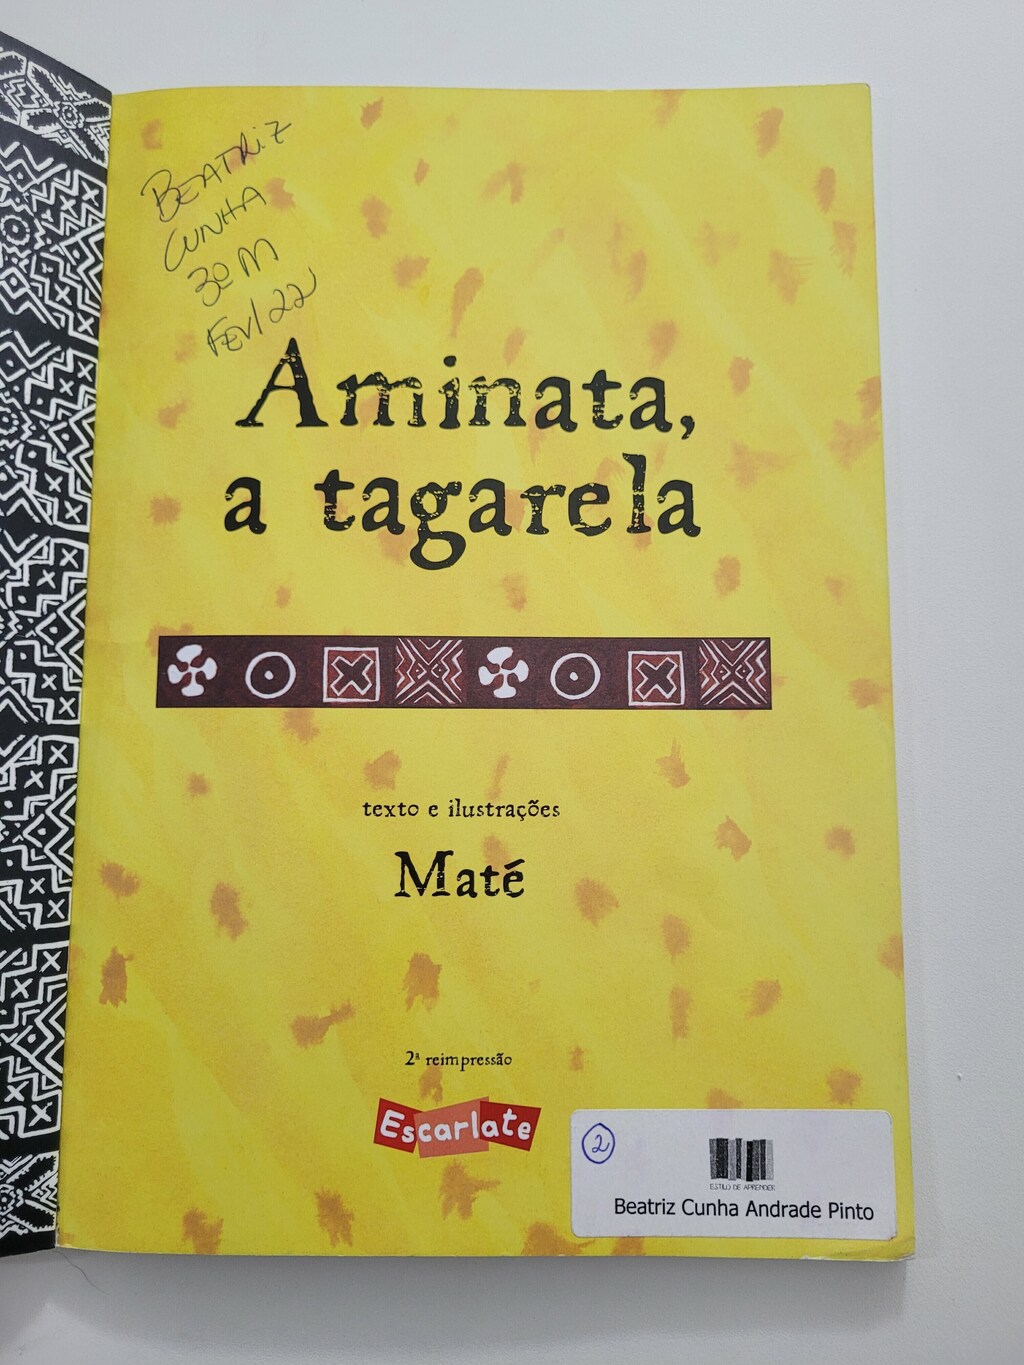 BEATRIZ
CUNHA
3º M
FEV/22
Aminata,
a tagarela
texto e ilustrações
Maté
2ª reimpressão
Escarlate
2
ESTILO DE APRENDER
Beatriz Cunha Andrade Pinto